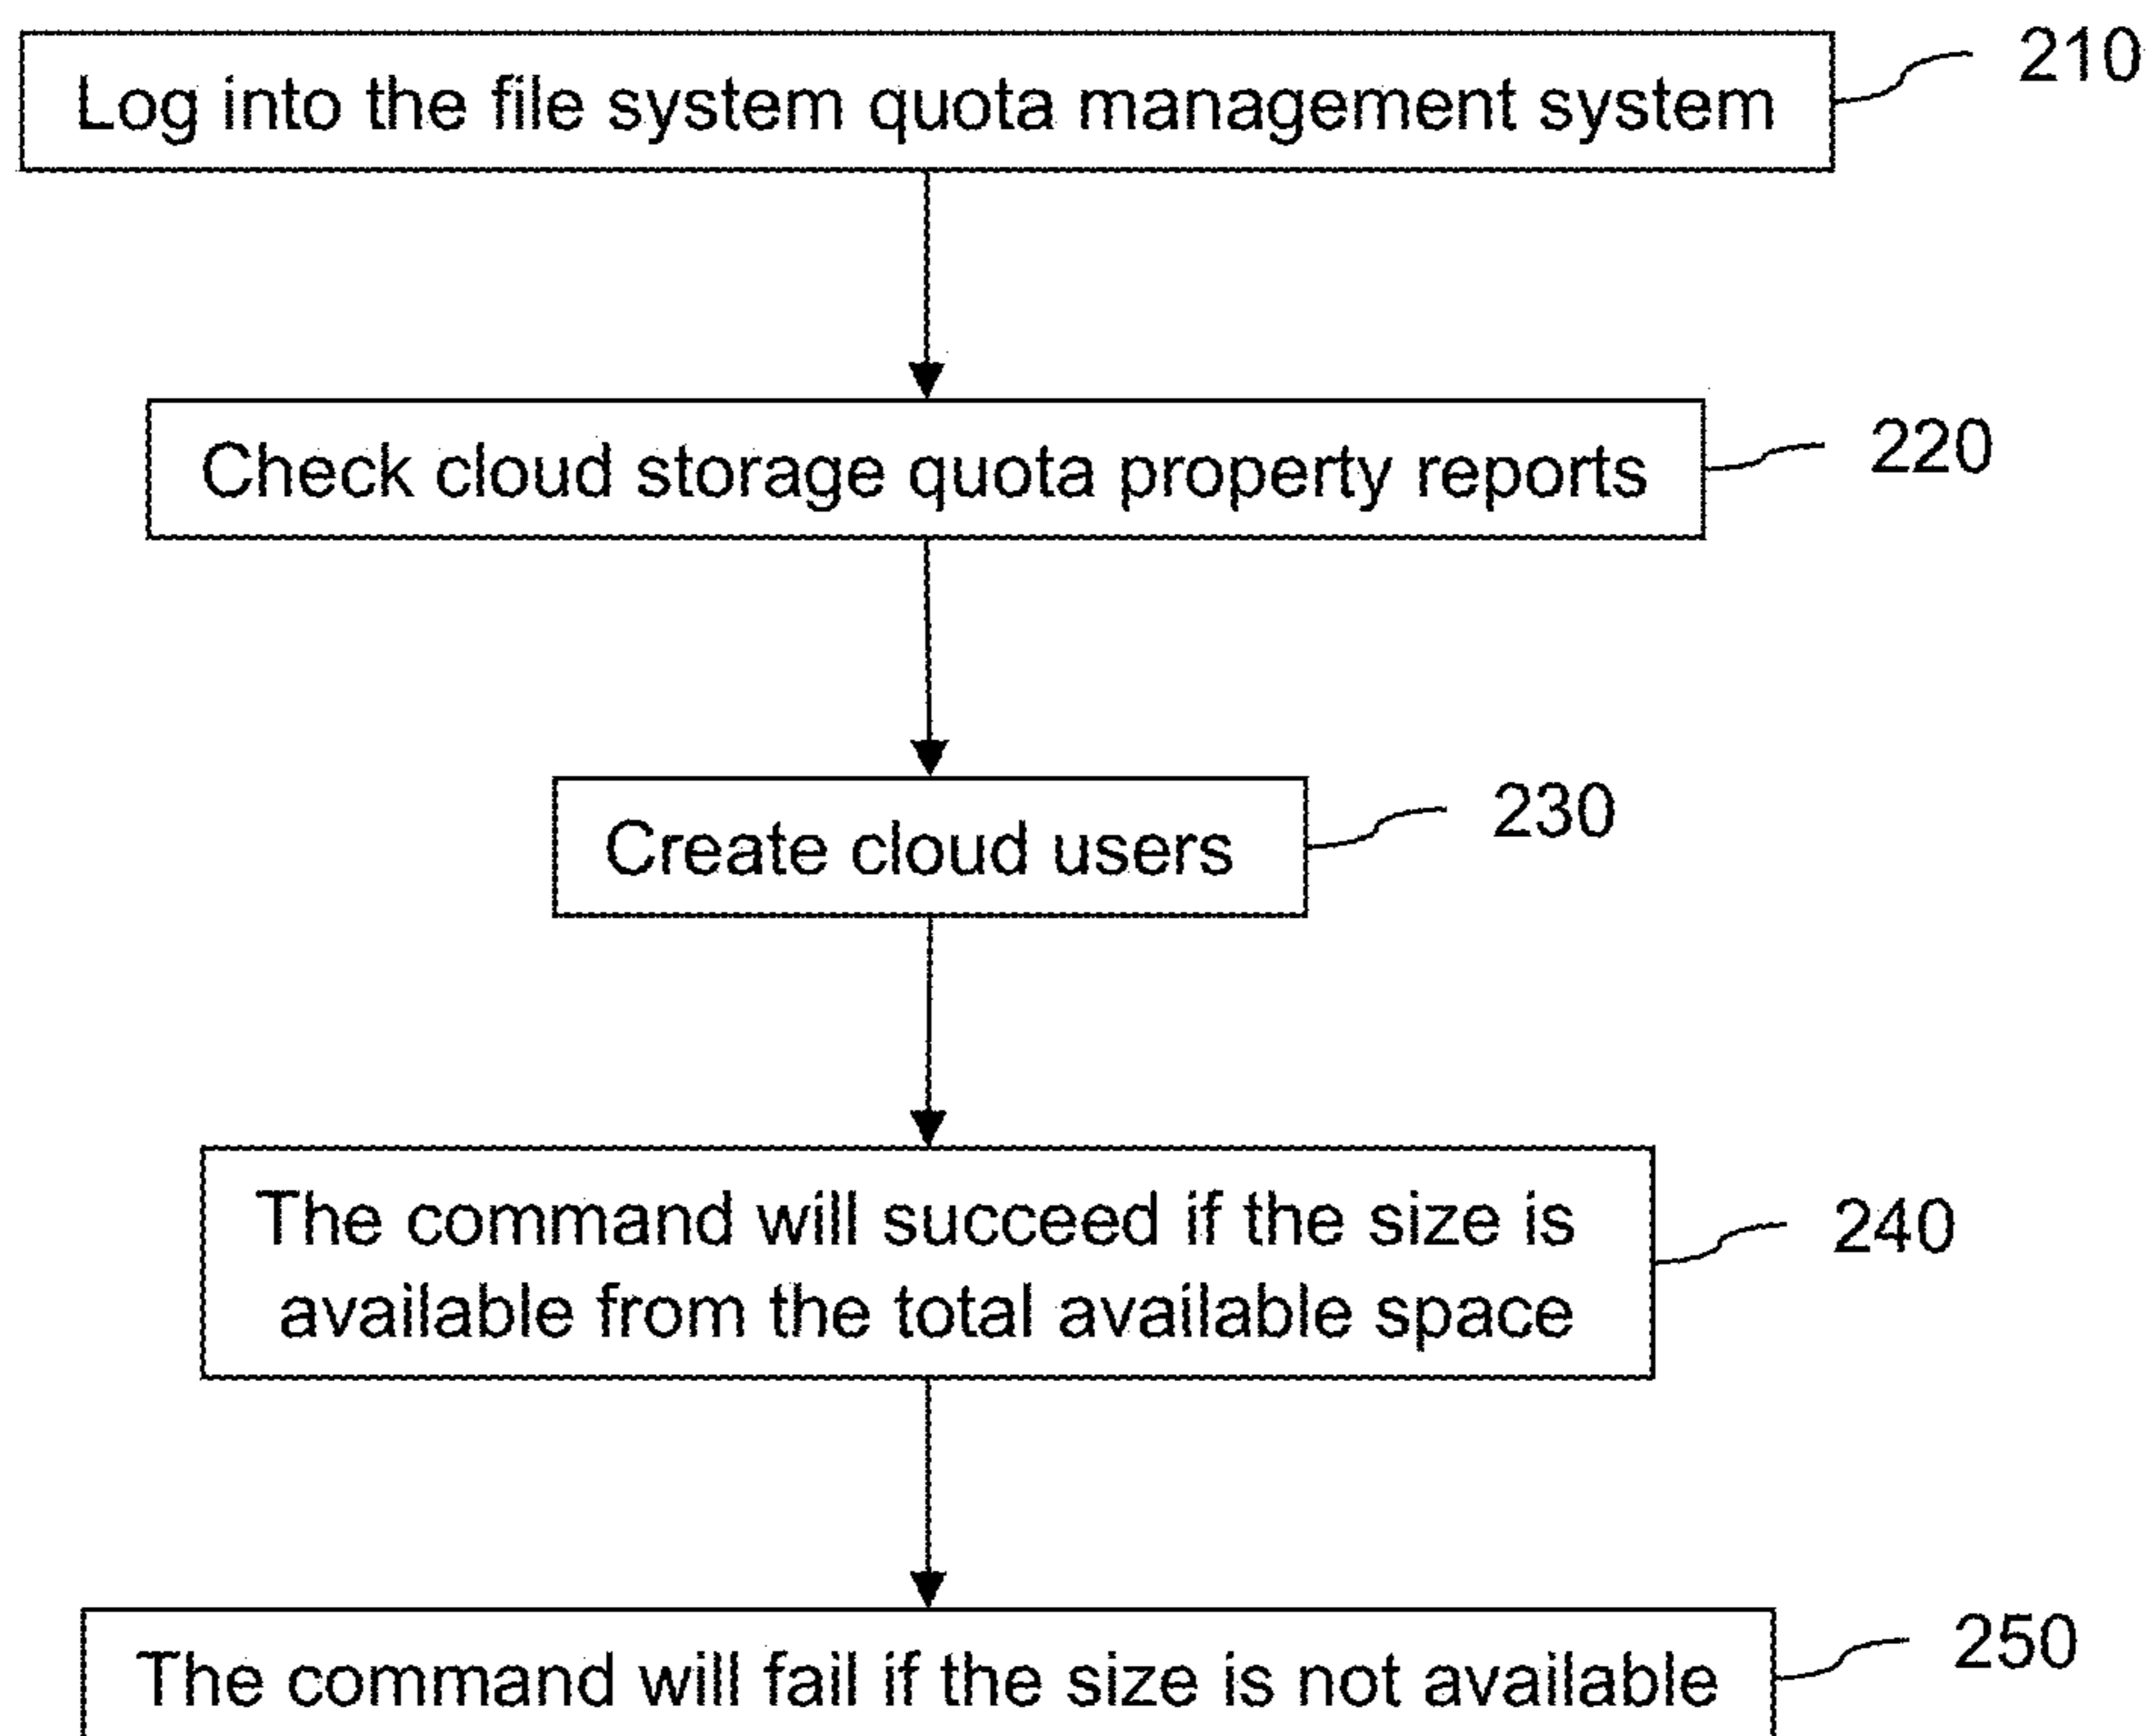 Log into the file system quota management system
210
Check cloud storage quota property reports
220
Create cloud users
230
The command will succeed if the size is
available from the total available space
240
The command will fail if the size is not available
250